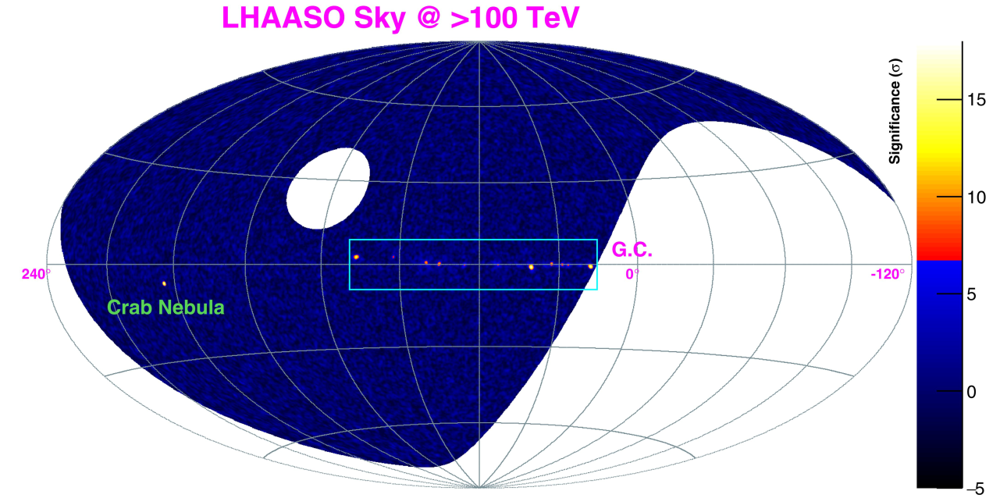 LHAASO Sky @ >100 TeV
Significance (σ)
15
10
5
0
−5
G.C.
240°
0°
-120°
Crab Nebula